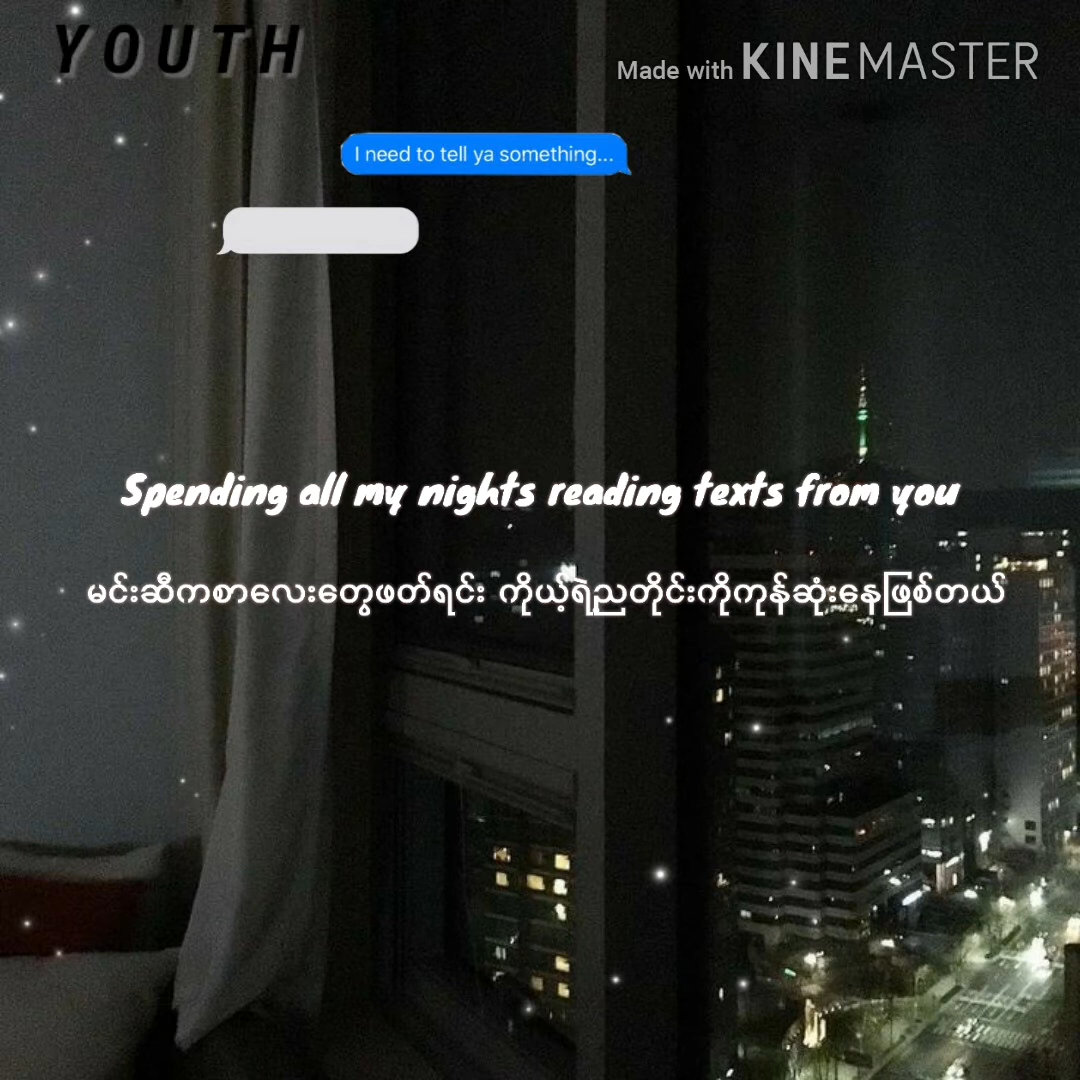 YOUTH
Made with KINEMASTER
I need to tell ya something...
Spending all my nights reading texts from you
မင်းဆီကစာလေးတွေဖတ်ရင်း ကိုယ့်ရဲ့ညတိုင်းကိုကုန်ဆုံးနေဖြစ်တယ်